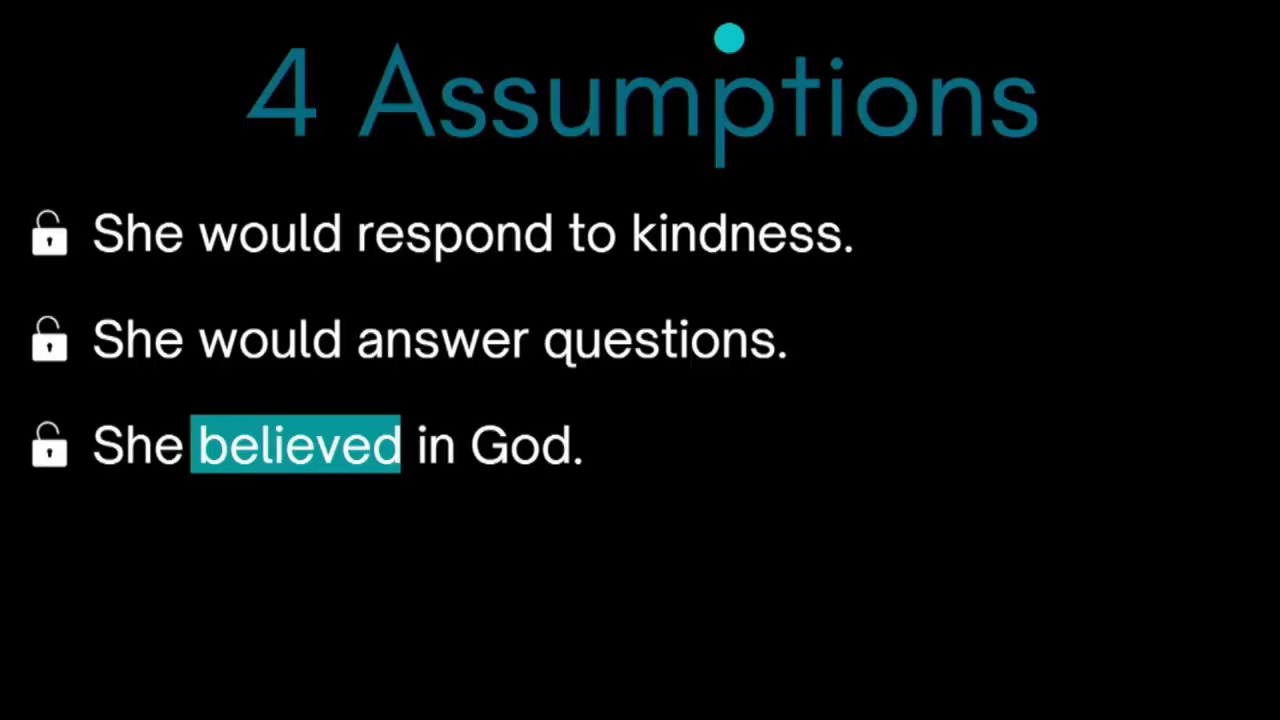 4 Assumptions
She would respond to kindness.
She would answer questions.
She believed in God.